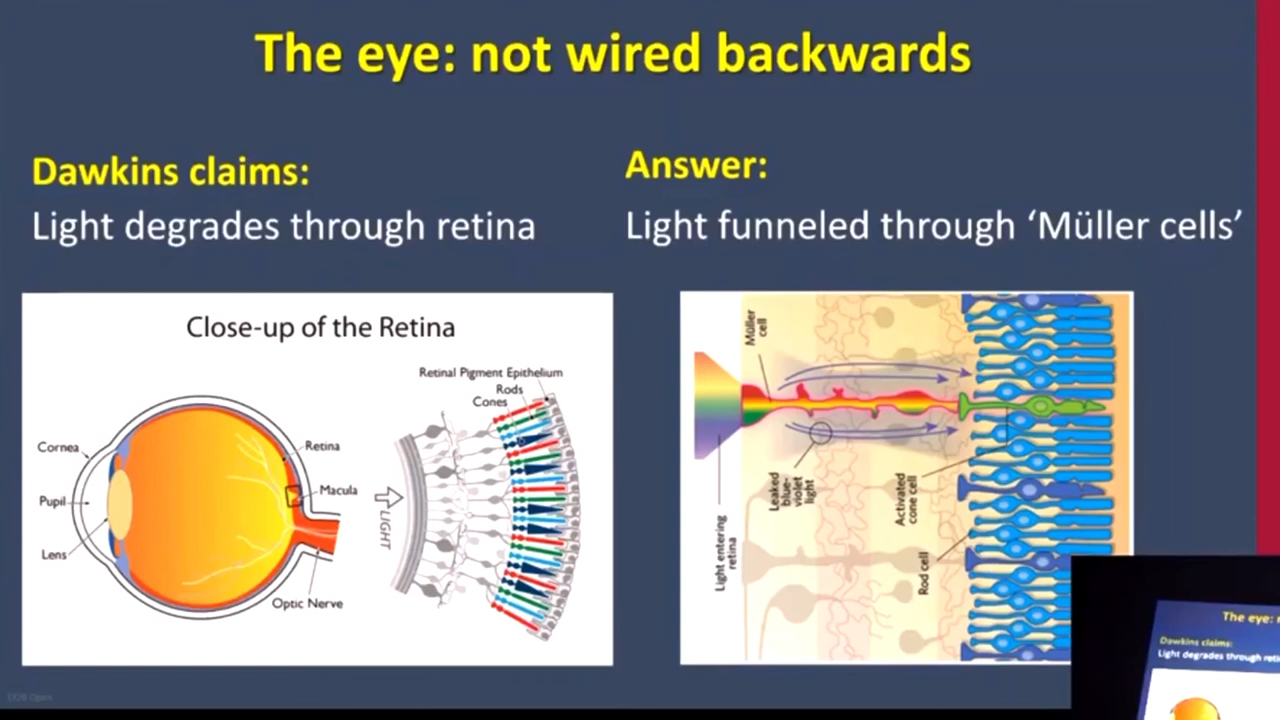 The eye: not wired backwards
Dawkins claims:
Light degrades through retina
Answer:
Light funneled through ‘Müller cells’
Close-up of the Retina
Retinal Pigment Epithelium
Rods
Cones
Cornea
Retina
Pupil
Macula
Lens
LIGHT
Optic Nerve
Müller
cell
Leaked
blue-
violet
light
Activated
cone cell
Light entering
retina
Rod cell
The eye:
Dawkins claims:
Light degrades through